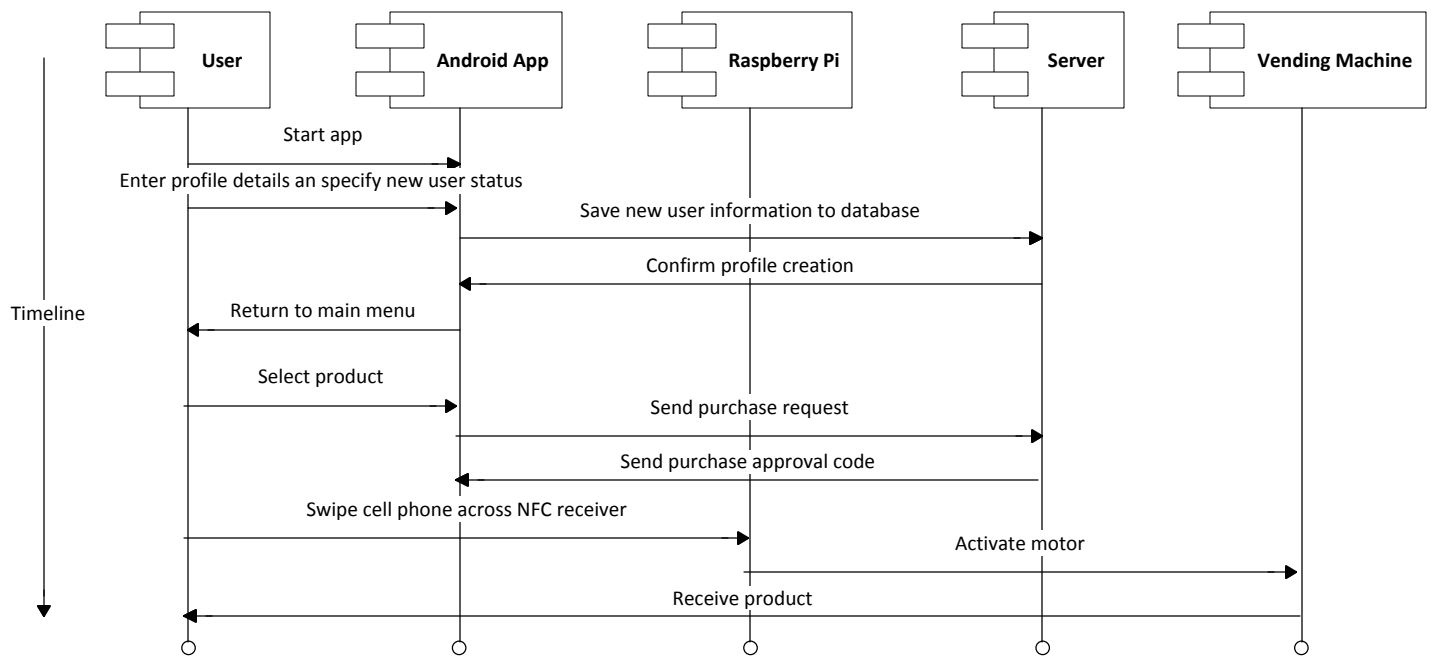 User
Android App
Raspberry Pi
Server
Vending Machine
Start app
Enter profile details an specify new user status
Save new user information to database
Confirm profile creation
Timeline
Return to main menu
Select product
Send purchase request
Send purchase approval code
Swipe cell phone across NFC receiver
Activate motor
Receive product